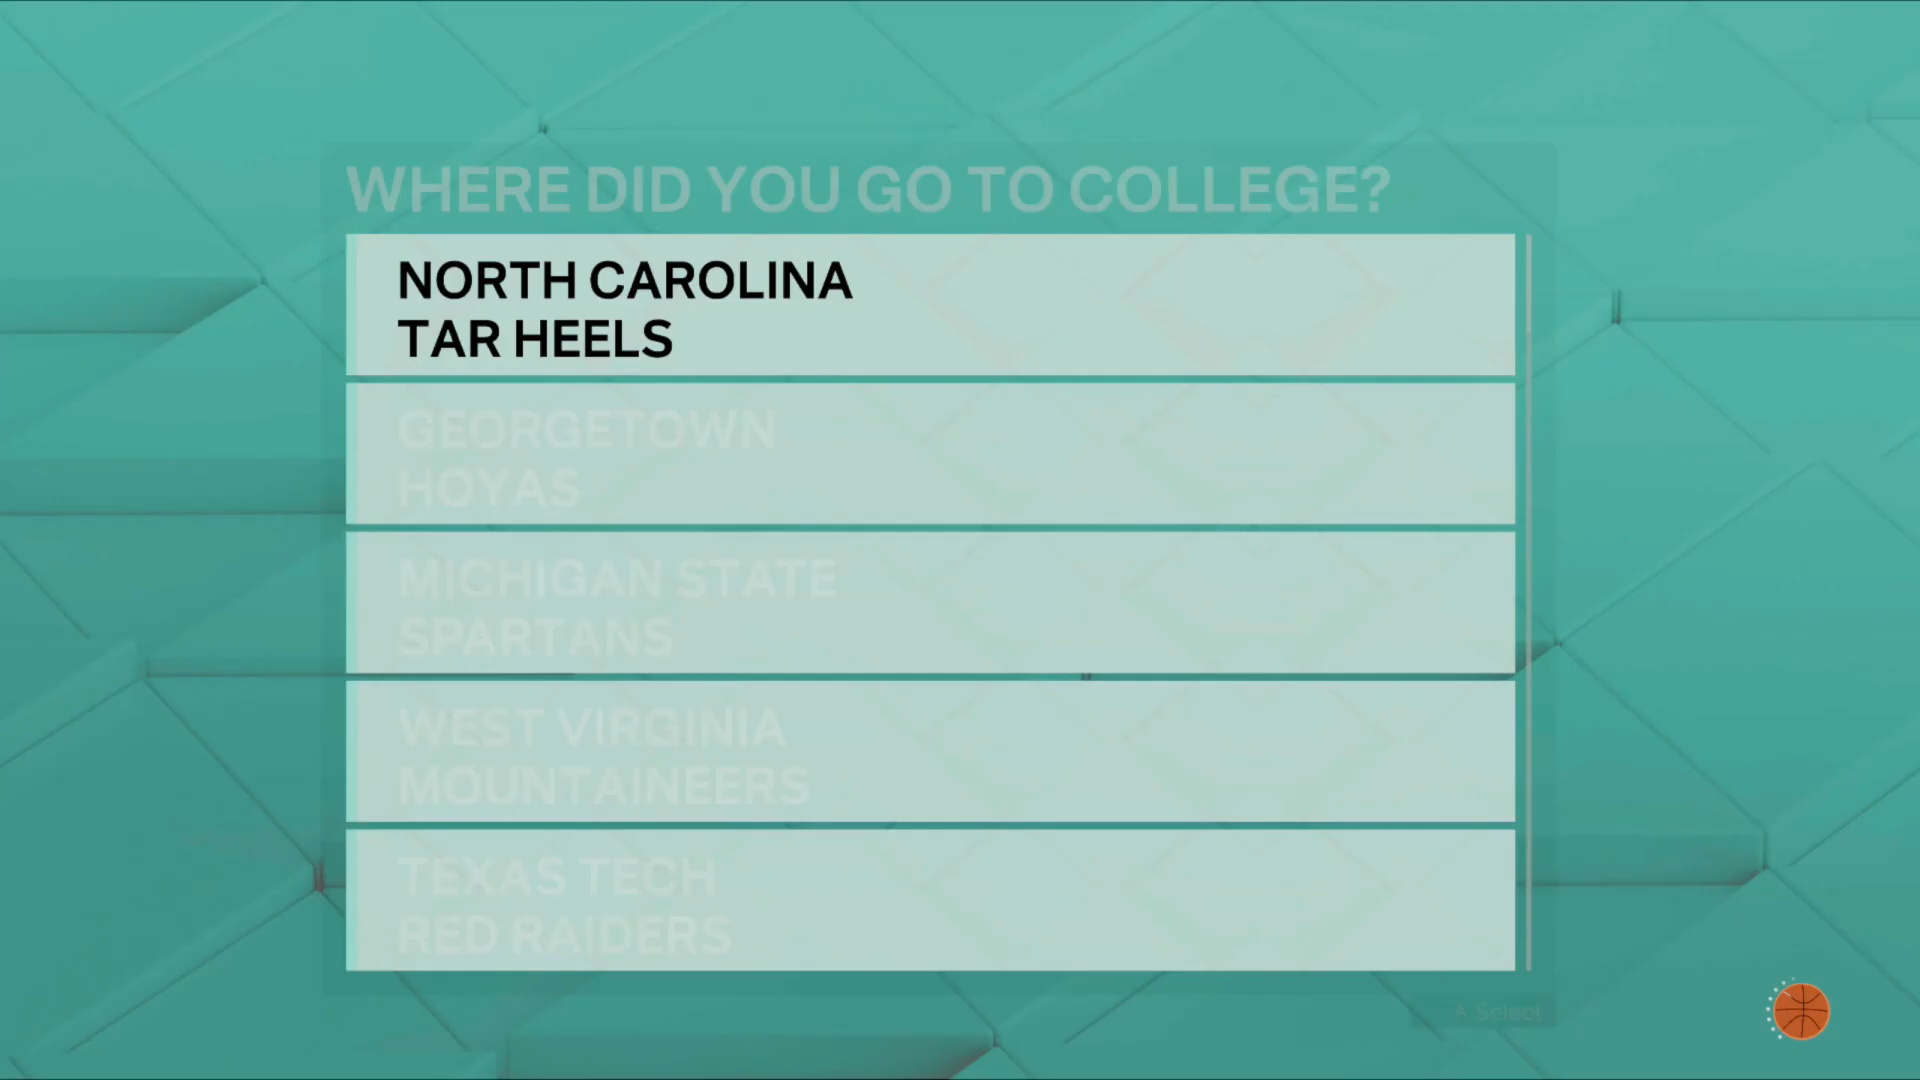 WHERE DID YOU GO TO COLLEGE?
NORTH CAROLINA
TAR HEELS
GEORGETOWN
HOYAS
MICHIGAN STATE
SPARTANS
WEST VIRGINIA
MOUNTAINEERS
TEXAS TECH
RED RAIDERS
A Select